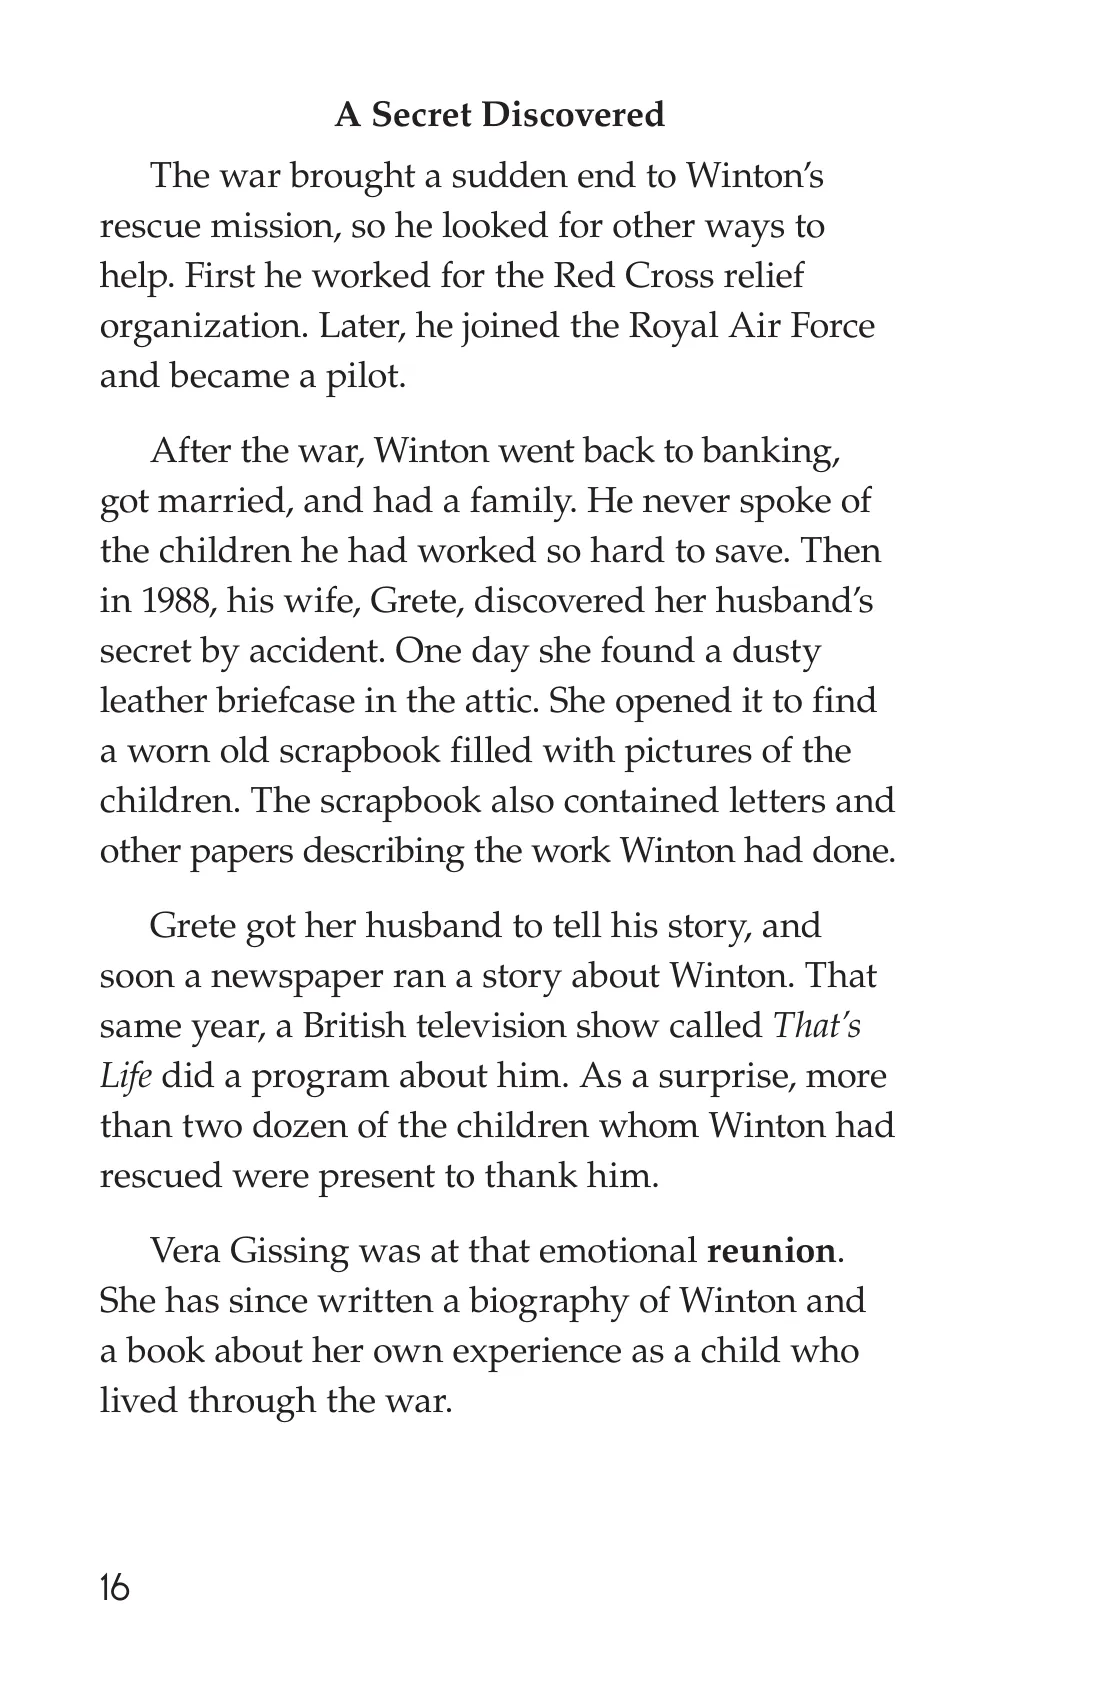 A Secret Discovered
The war brought a sudden end to Winton’s
rescue mission, so he looked for other ways to
help. First he worked for the Red Cross relief
organization. Later, he joined the Royal Air Force
and became a pilot.
After the war, Winton went back to banking,
got married, and had a family. He never spoke of
the children he had worked so hard to save. Then
in 1988, his wife, Grete, discovered her husband’s
secret by accident. One day she found a dusty
leather briefcase in the attic. She opened it to find
a worn old scrapbook filled with pictures of the
children. The scrapbook also contained letters and
other papers describing the work Winton had done.
Grete got her husband to tell his story, and
soon a newspaper ran a story about Winton. That
same year, a British television show called That’s
Life did a program about him. As a surprise, more
than two dozen of the children whom Winton had
rescued were present to thank him.
Vera Gissing was at that emotional reunion.
She has since written a biography of Winton and
a book about her own experience as a child who
lived through the war.
16